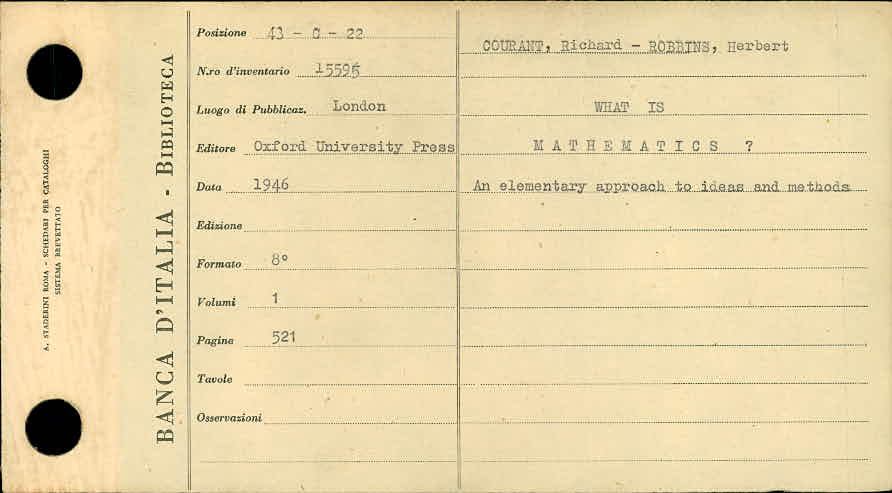 A. STADERINI ROMA - SCHEDARI PER CATALOGHI
SISTEMA BREVETTATO
BANCA D'ITALIA - BIBLIOTECA
Posizione 43 - C - 22
N.ro d'inventario 15595
Luogo di Pubblicaz. London
Editore Oxford University Press
Data 1946
Edizione
Formato 8°
Volumi 1
Pagine 521
Tavole
Osservazioni
COURANT, Richard - ROBBINS, Herbert
WHAT IS
MATHEMATICS ?
An elementary approach to ideas and methods